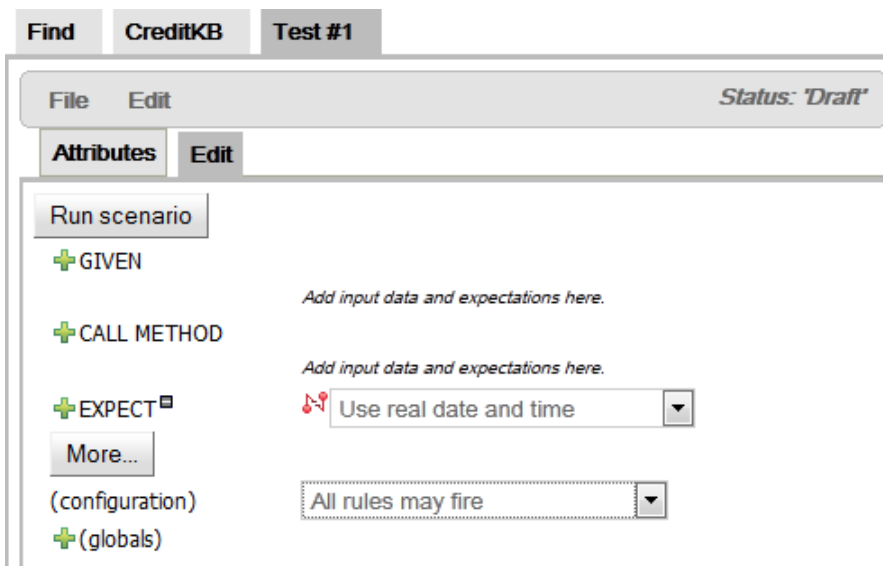 Find CreditKB Test #1
File Edit Status: 'Draft'
Attributes Edit
Run scenario
GIVEN
Add input data and expectations here.
CALL METHOD
Add input data and expectations here.
EXPECT Use real date and time
More...
(configuration) All rules may fire
(globals)